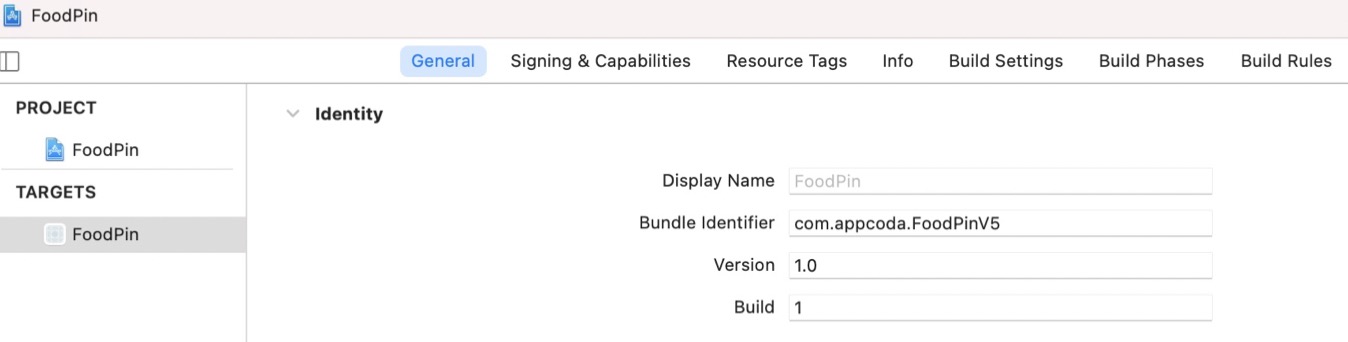 FoodPin
General Signing & Capabilities Resource Tags Info Build Settings Build Phases Build Rules
PROJECT
FoodPin
TARGETS
FoodPin
Identity
Display Name FoodPin
Bundle Identifier com.appcoda.FoodPinV5
Version 1.0
Build 1